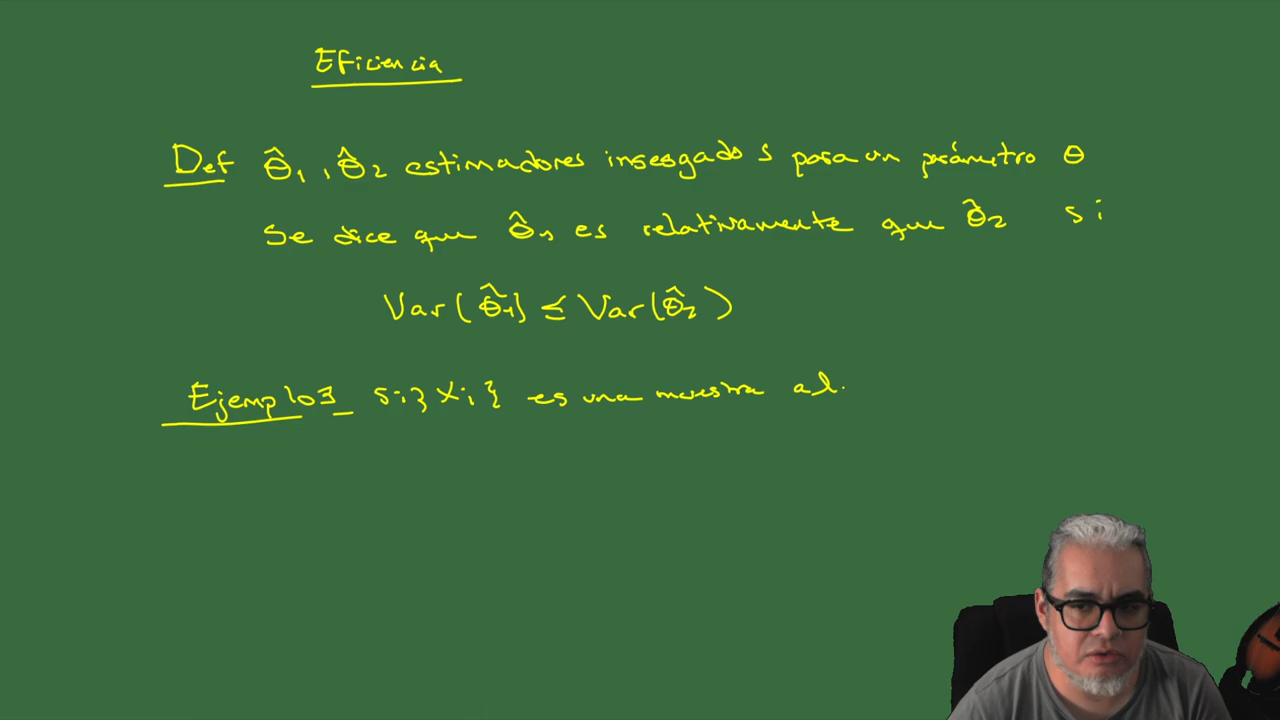 Eficiencia
Def θ̂1, θ̂2 estimadores insesgados para un parámetro θ
Se dice que θ̂1 es relativamente que θ̂2 si
Var(θ̂1) ≤ Var(θ̂2)
Ejemplo3 si {Xi} es una muestra al.